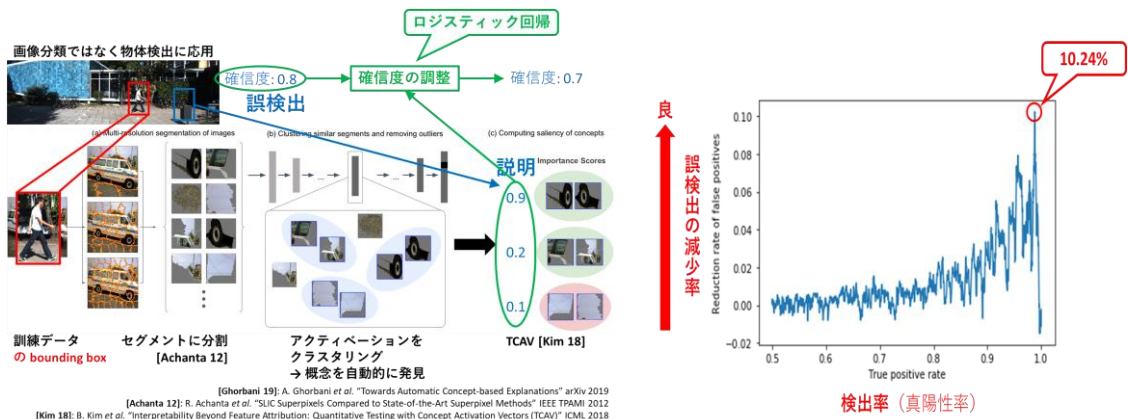 ロジスティック回帰
画像分類ではなく物体検出に応用
確信度: 0.8
確信度の調整
確信度: 0.7
誤検出
(a) Multi-resolution segmentation of images
(b) Clustering similar segments and removing outliers
(c) Computing saliency of concepts
説明
Importance Scores
0.9
0.2
0.1
訓練データ
の bounding box
セグメントに分割
[Achanta 12]
アクティベーションを
クラスタリング
→ 概念を自動的に発見
TCAV [Kim 18]
[Ghorbani 19]: A. Ghorbani et al. "Towards Automatic Concept-based Explanations" arXiv 2019
[Achanta 12]: R. Achanta et al. "SLIC Superpixels Compared to State-of-the-Art Superpixel Methods" IEEE TPAMI 2012
[Kim 18]: B. Kim et al. "Interpretability Beyond Feature Attribution: Quantitative Testing with Concept Activation Vectors (TCAV)" ICML 2018
10.24%
良
誤検出の減少率
Reduction rate of false positives
0.10
0.08
0.06
0.04
0.02
0.00
−0.02
0.5 0.6 0.7 0.8 0.9 1.0
True positive rate
検出率（真陽性率）